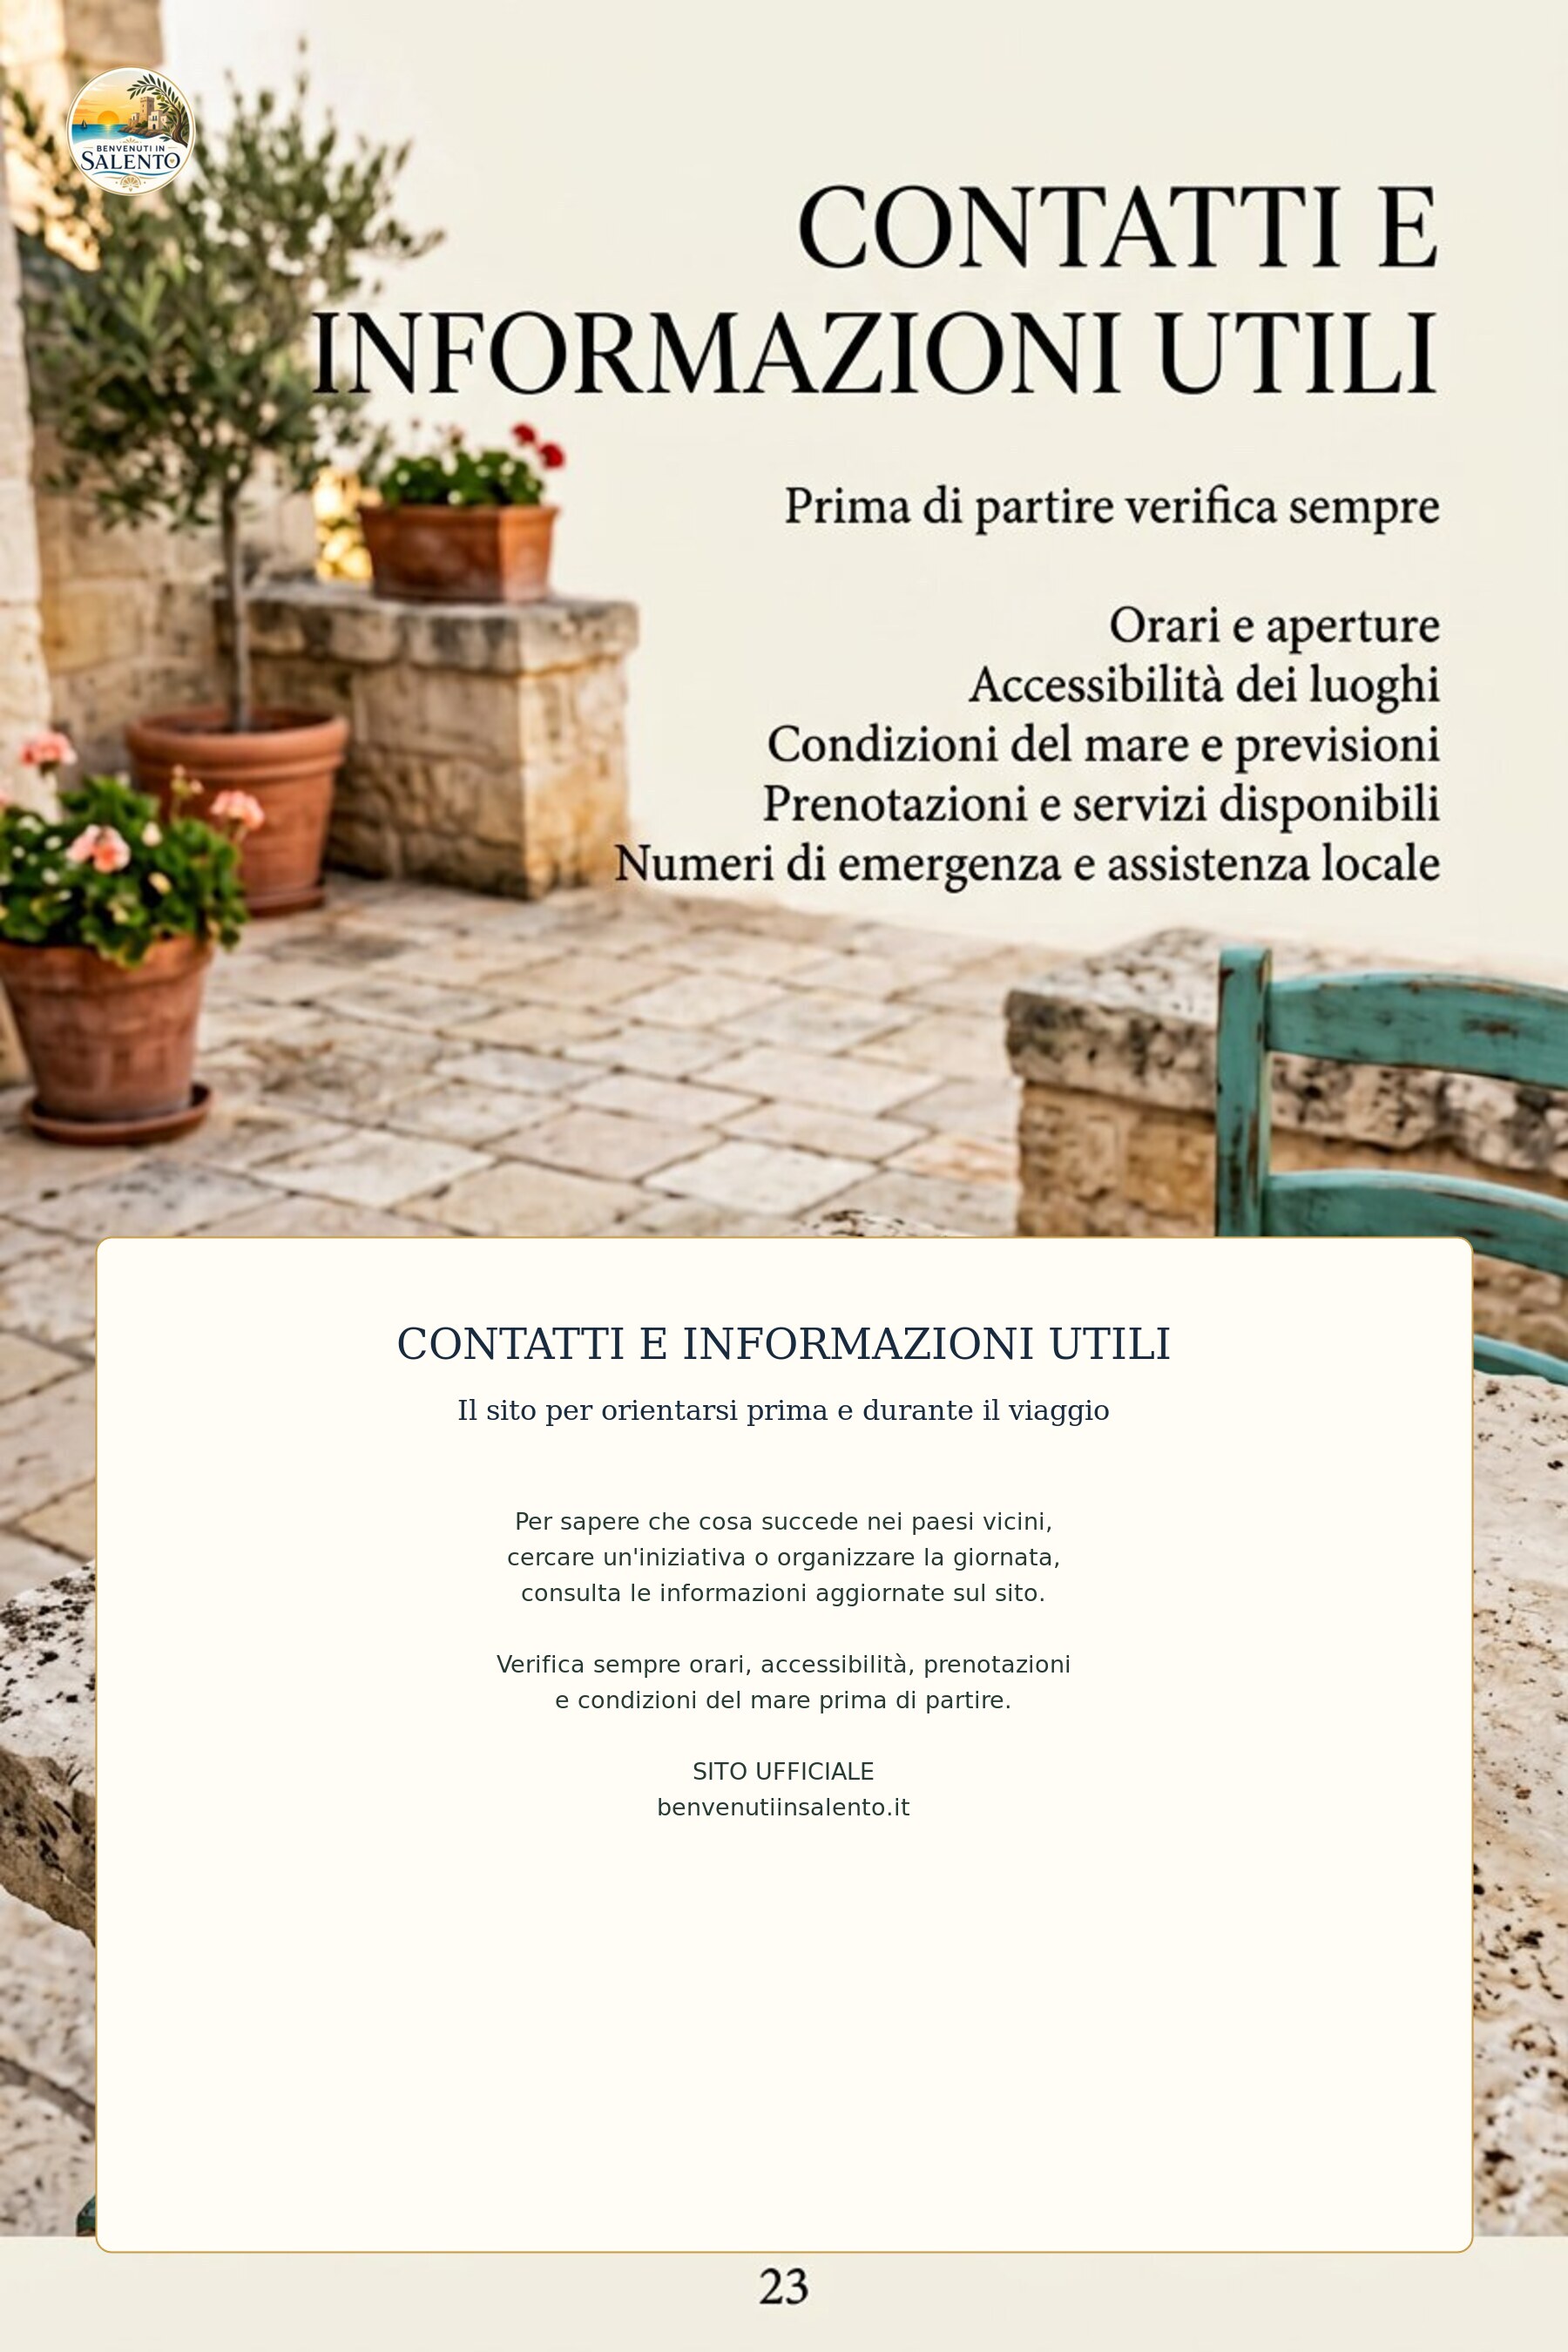 BENVENUTI IN
SALENTO
CONTATTI E
INFORMAZIONI UTILI
Prima di partire verifica sempre
Orari e aperture
Accessibilità dei luoghi
Condizioni del mare e previsioni
Prenotazioni e servizi disponibili
Numeri di emergenza e assistenza locale
CONTATTI E INFORMAZIONI UTILI
Il sito per orientarsi prima e durante il viaggio
Per sapere che cosa succede nei paesi vicini,
cercare un'iniziativa o organizzare la giornata,
consulta le informazioni aggiornate sul sito.
Verifica sempre orari, accessibilità, prenotazioni
e condizioni del mare prima di partire.
SITO UFFICIALE
benvenutiinsalento.it
23